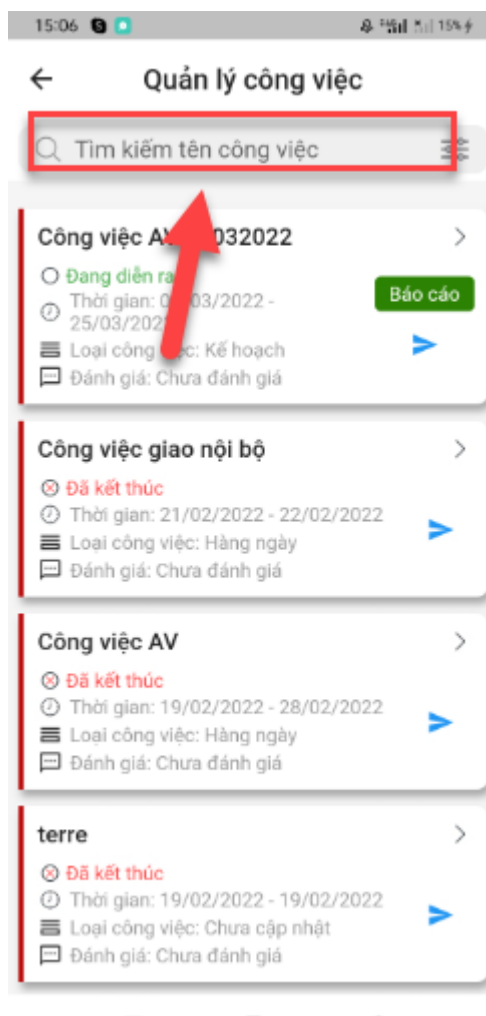 15:06 15%
Quản lý công việc
Tìm kiếm tên công việc
Công việc 032022
Đang diễn ra
Thời gian: /03/2022 -
25/03/202
Báo cáo
Loại công việc: Kế hoạch
Đánh giá: Chưa đánh giá
Công việc giao nội bộ
Đã kết thúc
Thời gian: 21/02/2022 - 22/02/2022
Loại công việc: Hàng ngày
Đánh giá: Chưa đánh giá
Công việc AV
Đã kết thúc
Thời gian: 19/02/2022 - 28/02/2022
Loại công việc: Hàng ngày
Đánh giá: Chưa đánh giá
terre
Đã kết thúc
Thời gian: 19/02/2022 - 19/02/2022
Loại công việc: Chưa cập nhật
Đánh giá: Chưa đánh giá